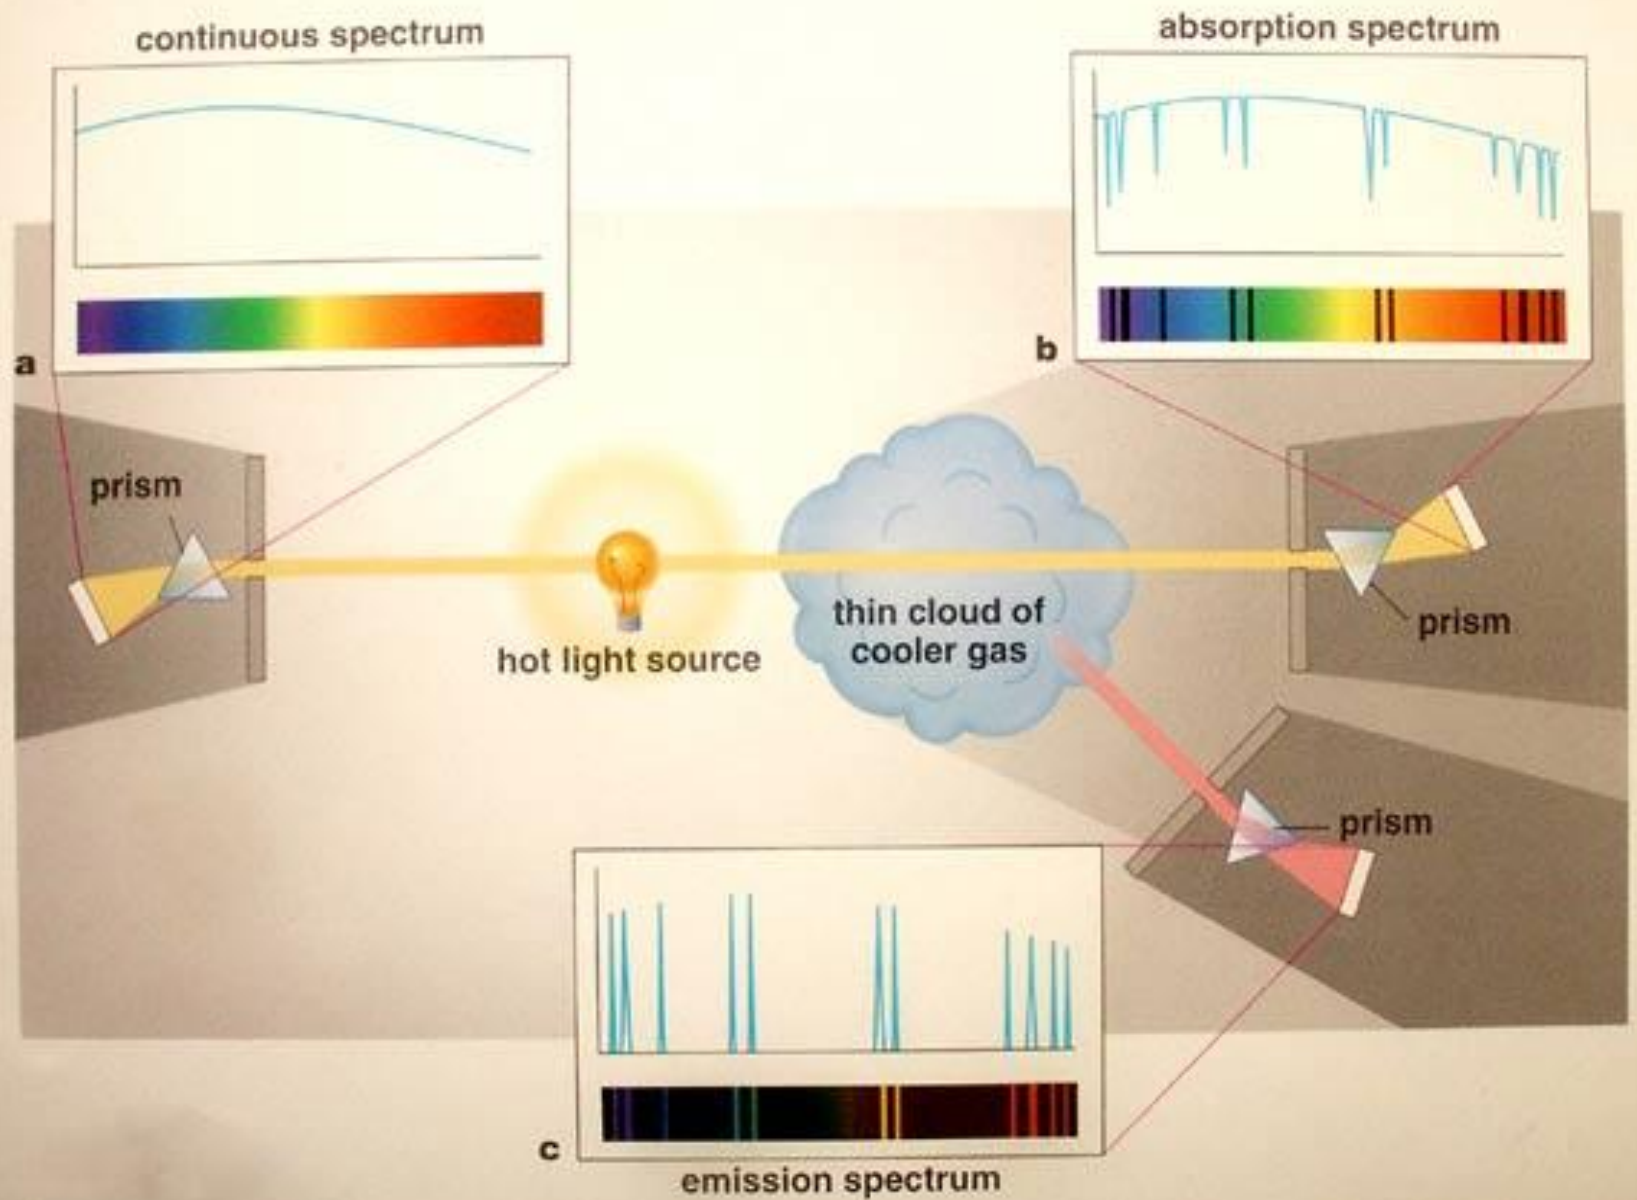 continuous spectrum
absorption spectrum
a
b
prism
thin cloud of
cooler gas
hot light source
prism
prism
c
emission spectrum